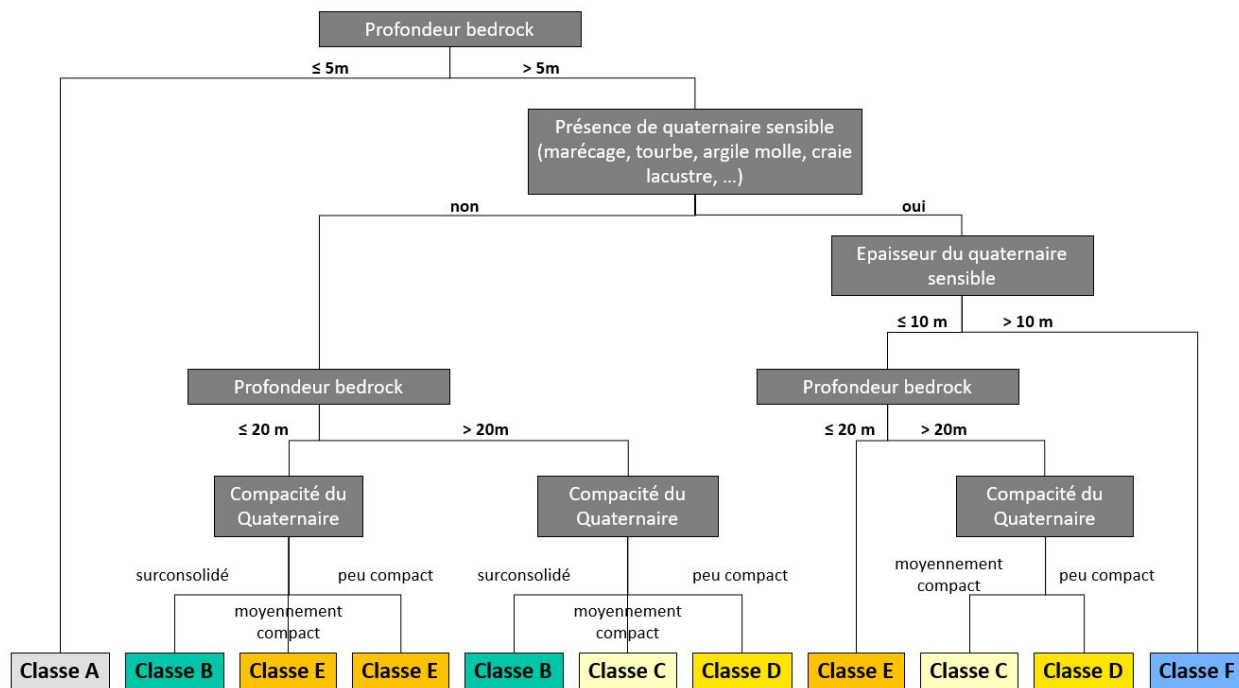 Profondeur bedrock
≤ 5m
> 5m
Présence de quaternaire sensible
(marécage, tourbe, argile molle, craie
lacustre, ...)
non
oui
Epaisseur du quaternaire
sensible
≤ 10 m
> 10 m
Profondeur bedrock
Profondeur bedrock
≤ 20 m
> 20m
≤ 20 m
> 20m
Compacité du
Quaternaire
Compacité du
Quaternaire
Compacité du
Quaternaire
surconsolidé
moyennement
compact
peu compact
surconsolidé
moyennement
compact
peu compact
moyennement
compact
peu compact
Classe A
Classe B
Classe E
Classe E
Classe B
Classe C
Classe D
Classe E
Classe C
Classe D
Classe F